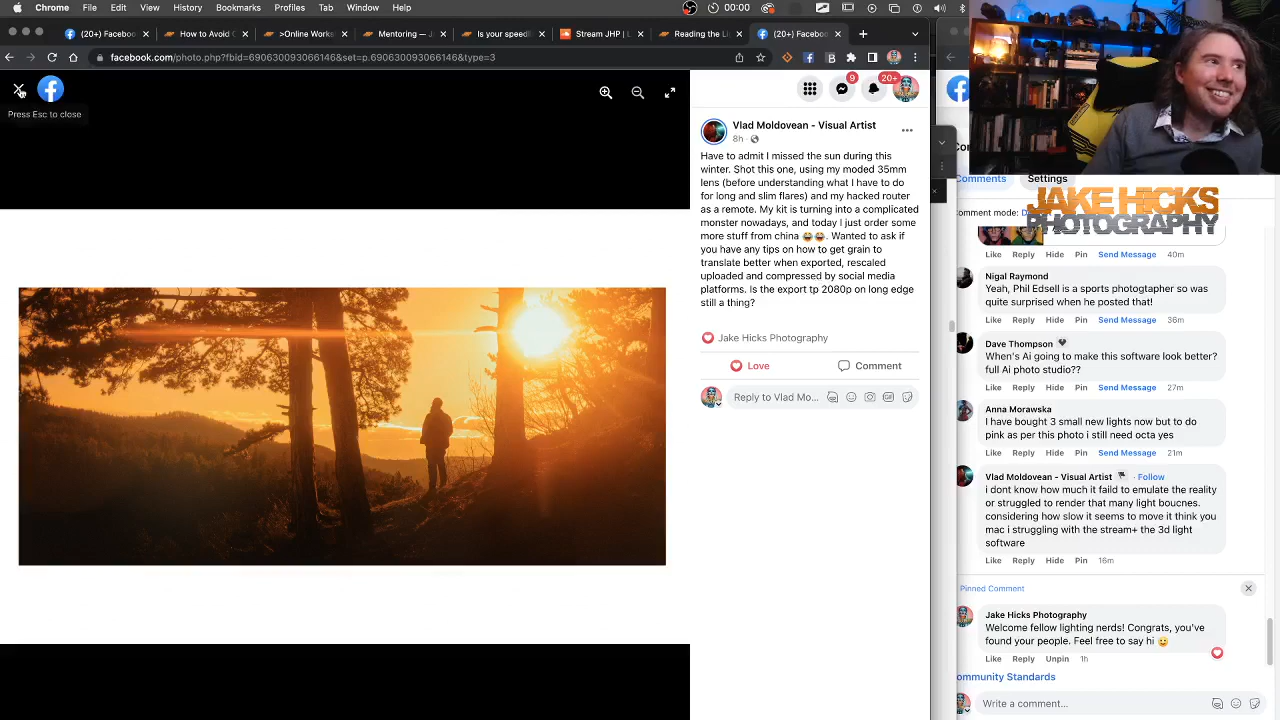 Chrome File Edit View History Bookmarks Profiles Tab Window Help 00:00
(20+) Faceboo × How to Avoid C × >Online Worke × Mentoring — J × Is your speedl × Stream JHP | L × Reading the Li × (20+) Faceboo ×
facebook.com/photo.php?fbid=690630093066146&set=p.690630093066146&type=3
Press Esc to close
9 20+
Vlad Moldovean - Visual Artist
8h ·
Have to admit I missed the sun during this
winter. Shot this one, using my moded 35mm
lens (before understanding what I have to do
for long and slim flares) and my hacked router
as a remote. My kit is turning into a complicated
monster nowadays, and today I just order some
more stuff from china 😂😂. Wanted to ask if
you have any tips on how to get grain to
translate better when exported, rescaled
uploaded and compressed by social media
platforms. Is the export tp 2080p on long edge
still a thing?
Jake Hicks Photography
Love Comment
Reply to Vlad Mo...
Comments Settings
JAKE HICKS
PHOTOGRAPHY
Comment mode:
Like Reply Hide Pin Send Message 40m
Nigal Raymond
Yeah, Phil Edsell is a sports photogtapher so was
quite surprised when he posted that!
Like Reply Hide Pin Send Message 36m
Dave Thompson
When's Ai going to make this software look better?
full Ai photo studio??
Like Reply Hide Pin Send Message 27m
Anna Morawska
I have bought 3 small new lights now but to do
pink as per this photo i still need octa yes
Like Reply Hide Pin Send Message 21m
Vlad Moldovean - Visual Artist · Follow
i dont know how much it faild to emulate the reality
or struggled to render that many light boucnes.
considering how slow it seems to move it think you
mac i struggling with the stream+ the 3d light
software
Like Reply Hide Pin 16m
Pinned Comment
Jake Hicks Photography
Welcome fellow lighting nerds! Congrats, you've
found your people. Feel free to say hi 😉
Like Reply Unpin 1h
ommunity Standards
Write a comment...